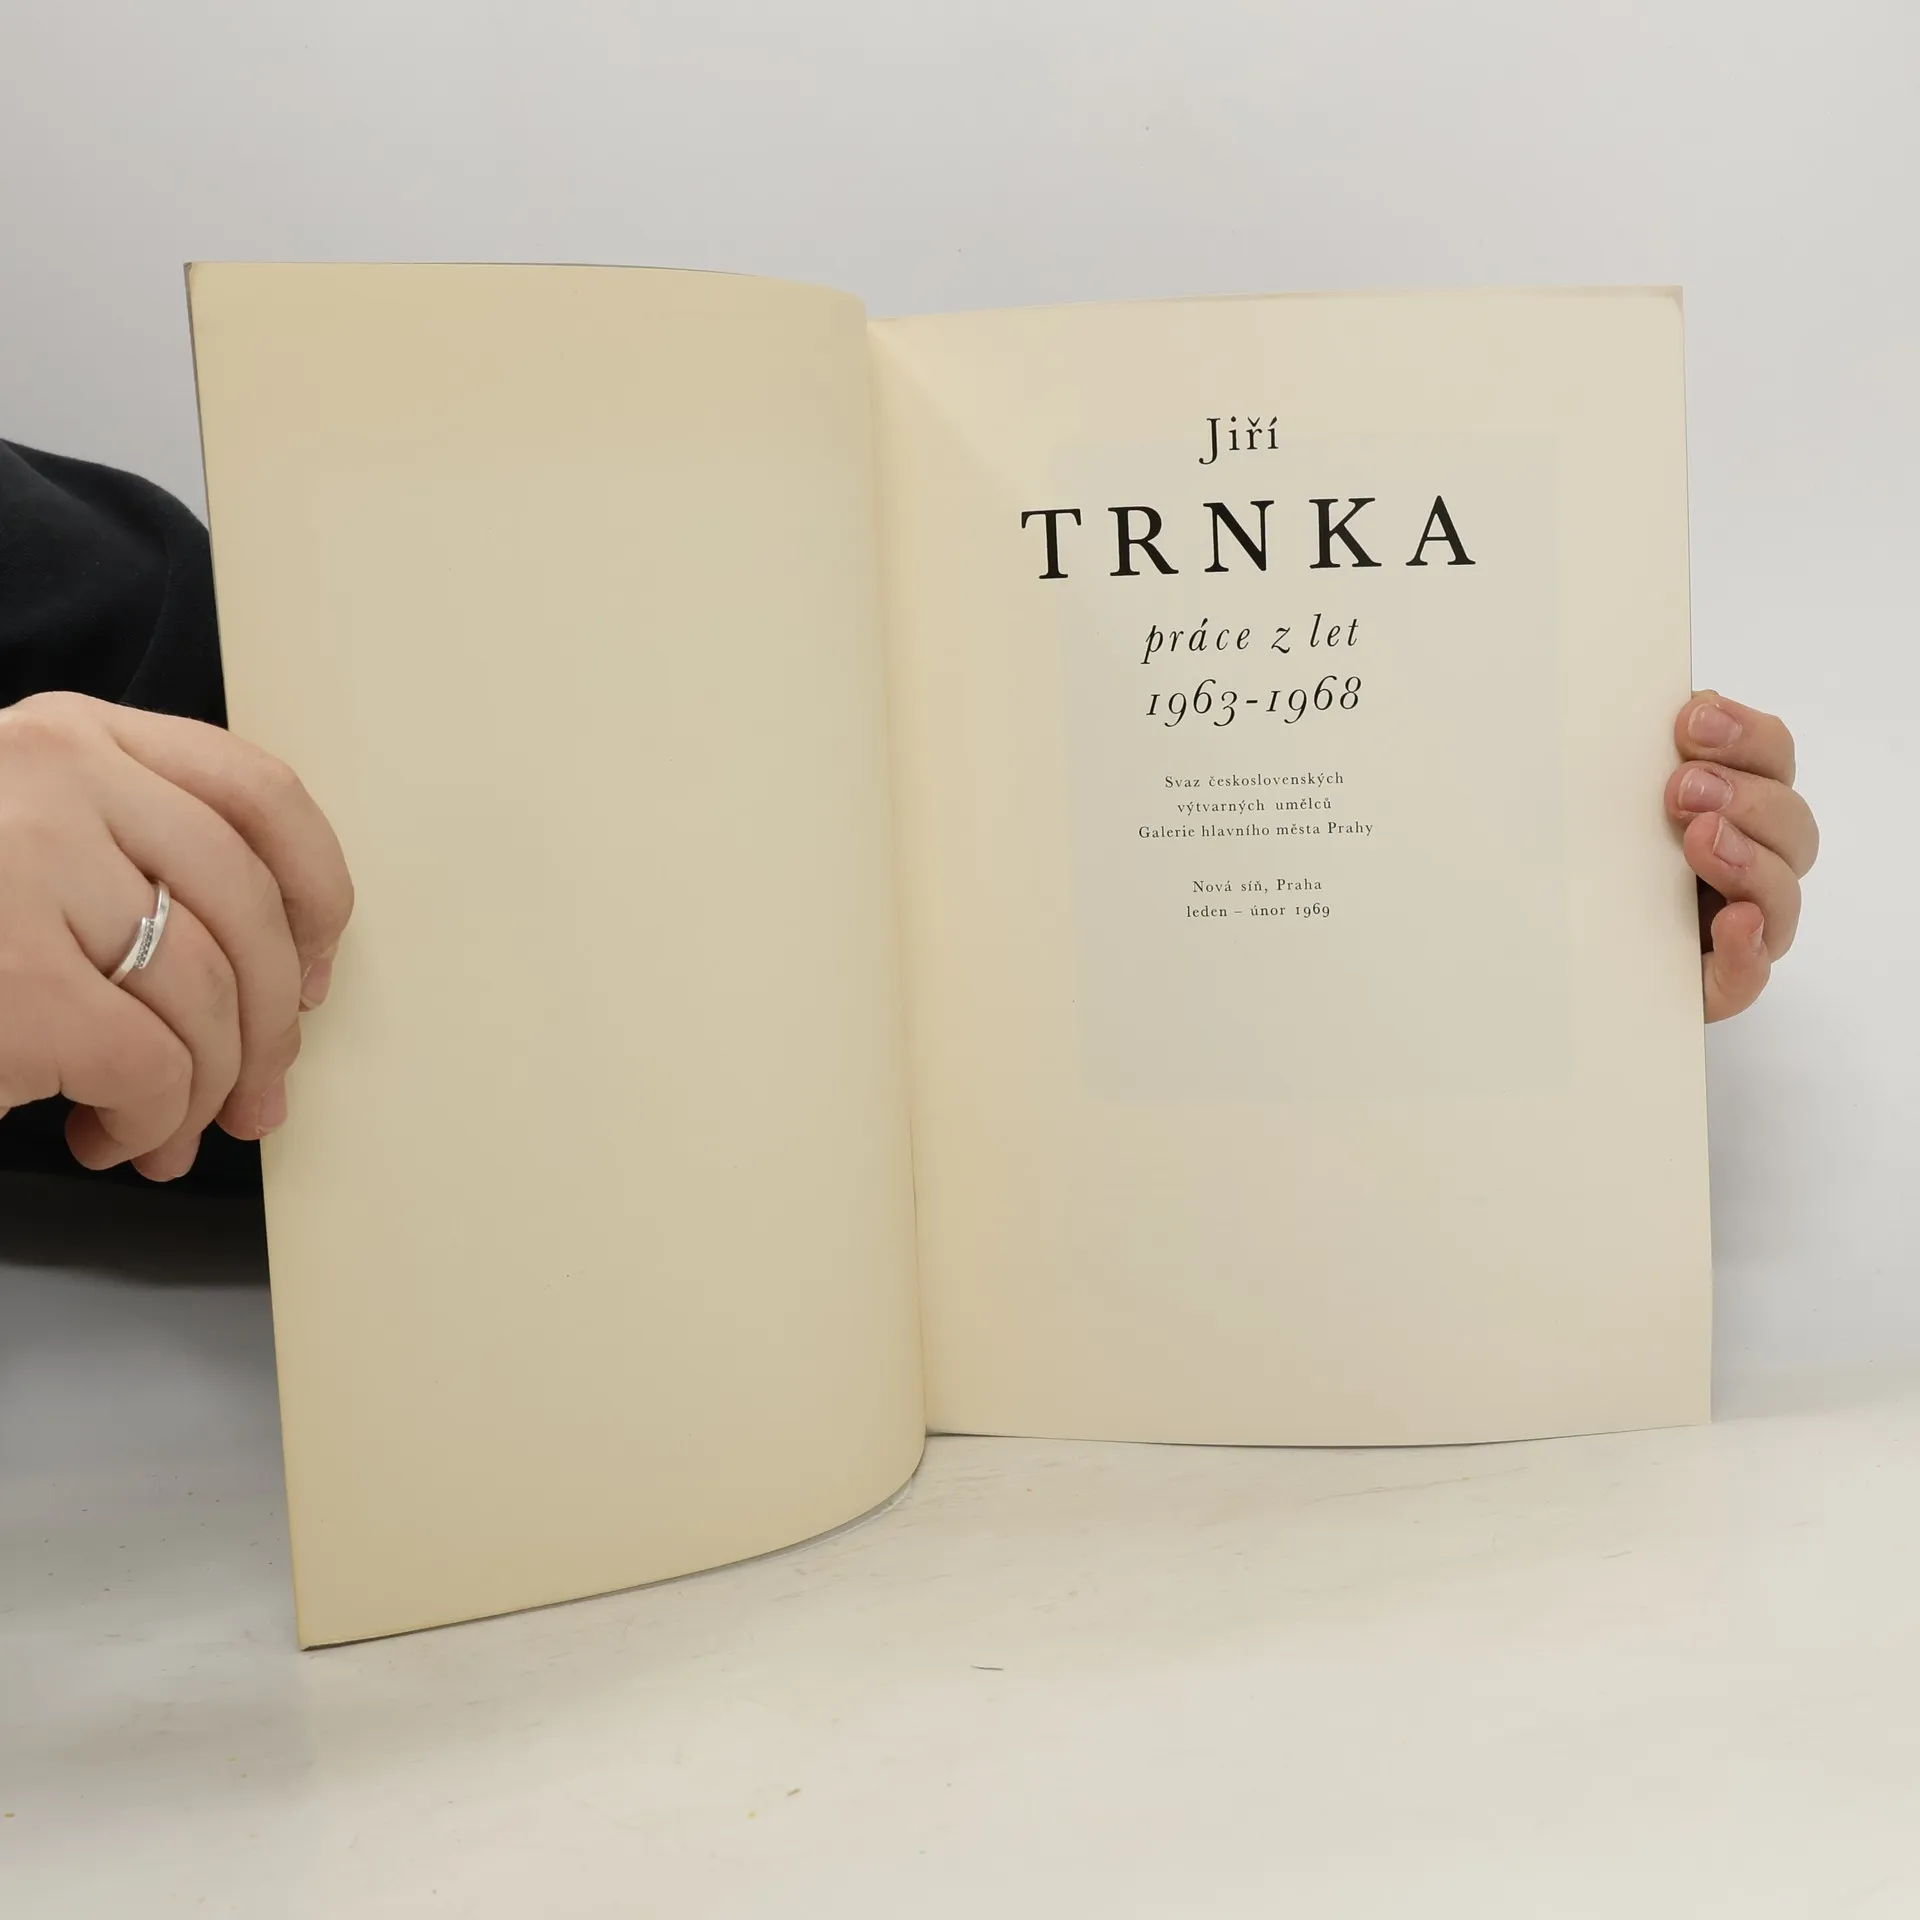 Jiří
TRNKA
práce z let
1963-1968
Svaz československých
výtvarných umělců
Galerie hlavního města Prahy
Nová síň, Praha
leden – únor 1969